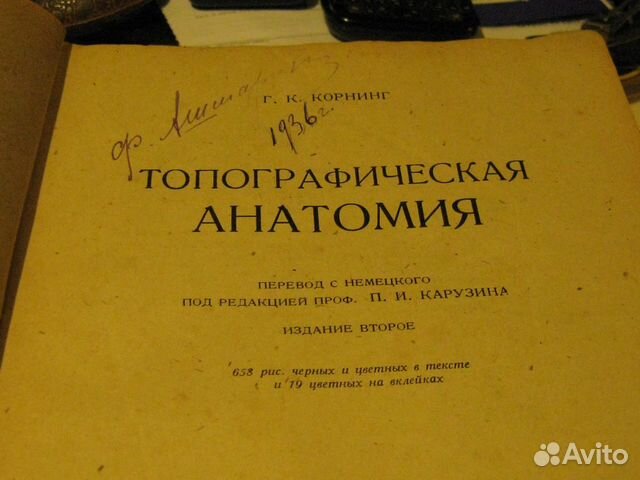 Г. К. КОРНИНГ
1936 г.
ТОПОГРАФИЧЕСКАЯ
АНАТОМИЯ
ПЕРЕВОД С НЕМЕЦКОГО
ПОД РЕДАКЦИЕЙ ПРОФ. П. И. КАРУЗИНА
ИЗДАНИЕ ВТОРОЕ
658 рис. черных и цветных в тексте
и 19 цветных на вклейках
Avito